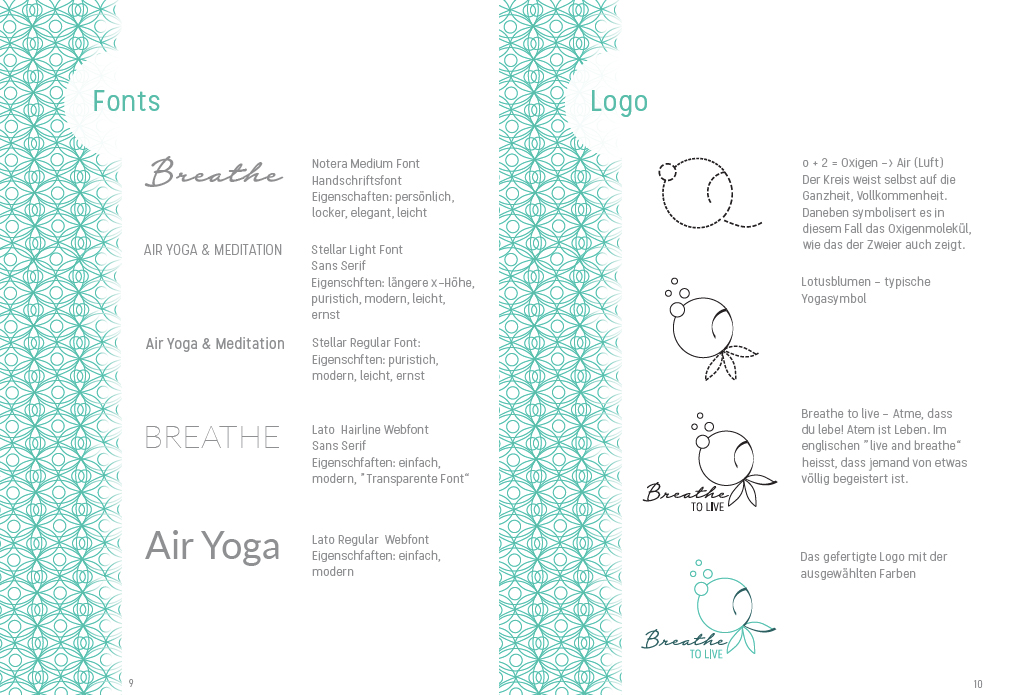 Fonts
Breathe
Notera Medium Font
Handschriftsfont
Eigenschaften: persönlich,
locker, elegant, leicht
AIR YOGA & MEDITATION
Stellar Light Font
Sans Serif
Eigenschften: längere x-Höhe,
puristich, modern, leicht,
ernst
Air Yoga & Meditation
Stellar Regular Font:
Eigenschften: puristich,
modern, leicht, ernst
BREATHE
Lato Hairline Webfont
Sans Serif
Eigenschfaften: einfach,
modern, "Transparente Font"
Air Yoga
Lato Regular Webfont
Eigenschfaften: einfach,
modern
9
Logo
o + 2 = Oxigen -> Air (Luft)
Der Kreis weist selbst auf die
Ganzheit, Vollkommenheit.
Daneben symbolisert es in
diesem Fall das Oxigenmolekül,
wie das der Zweier auch zeigt.
Lotusblumen - typische
Yogasymbol
Breathe to live - Atme, dass
du lebe! Atem ist Leben. Im
englischen "live and breathe"
heisst, dass jemand von etwas
völlig begeistert ist.
Breathe
TO LIVE
Das gefertigte Logo mit der
ausgewählten Farben
Breathe
TO LIVE
10